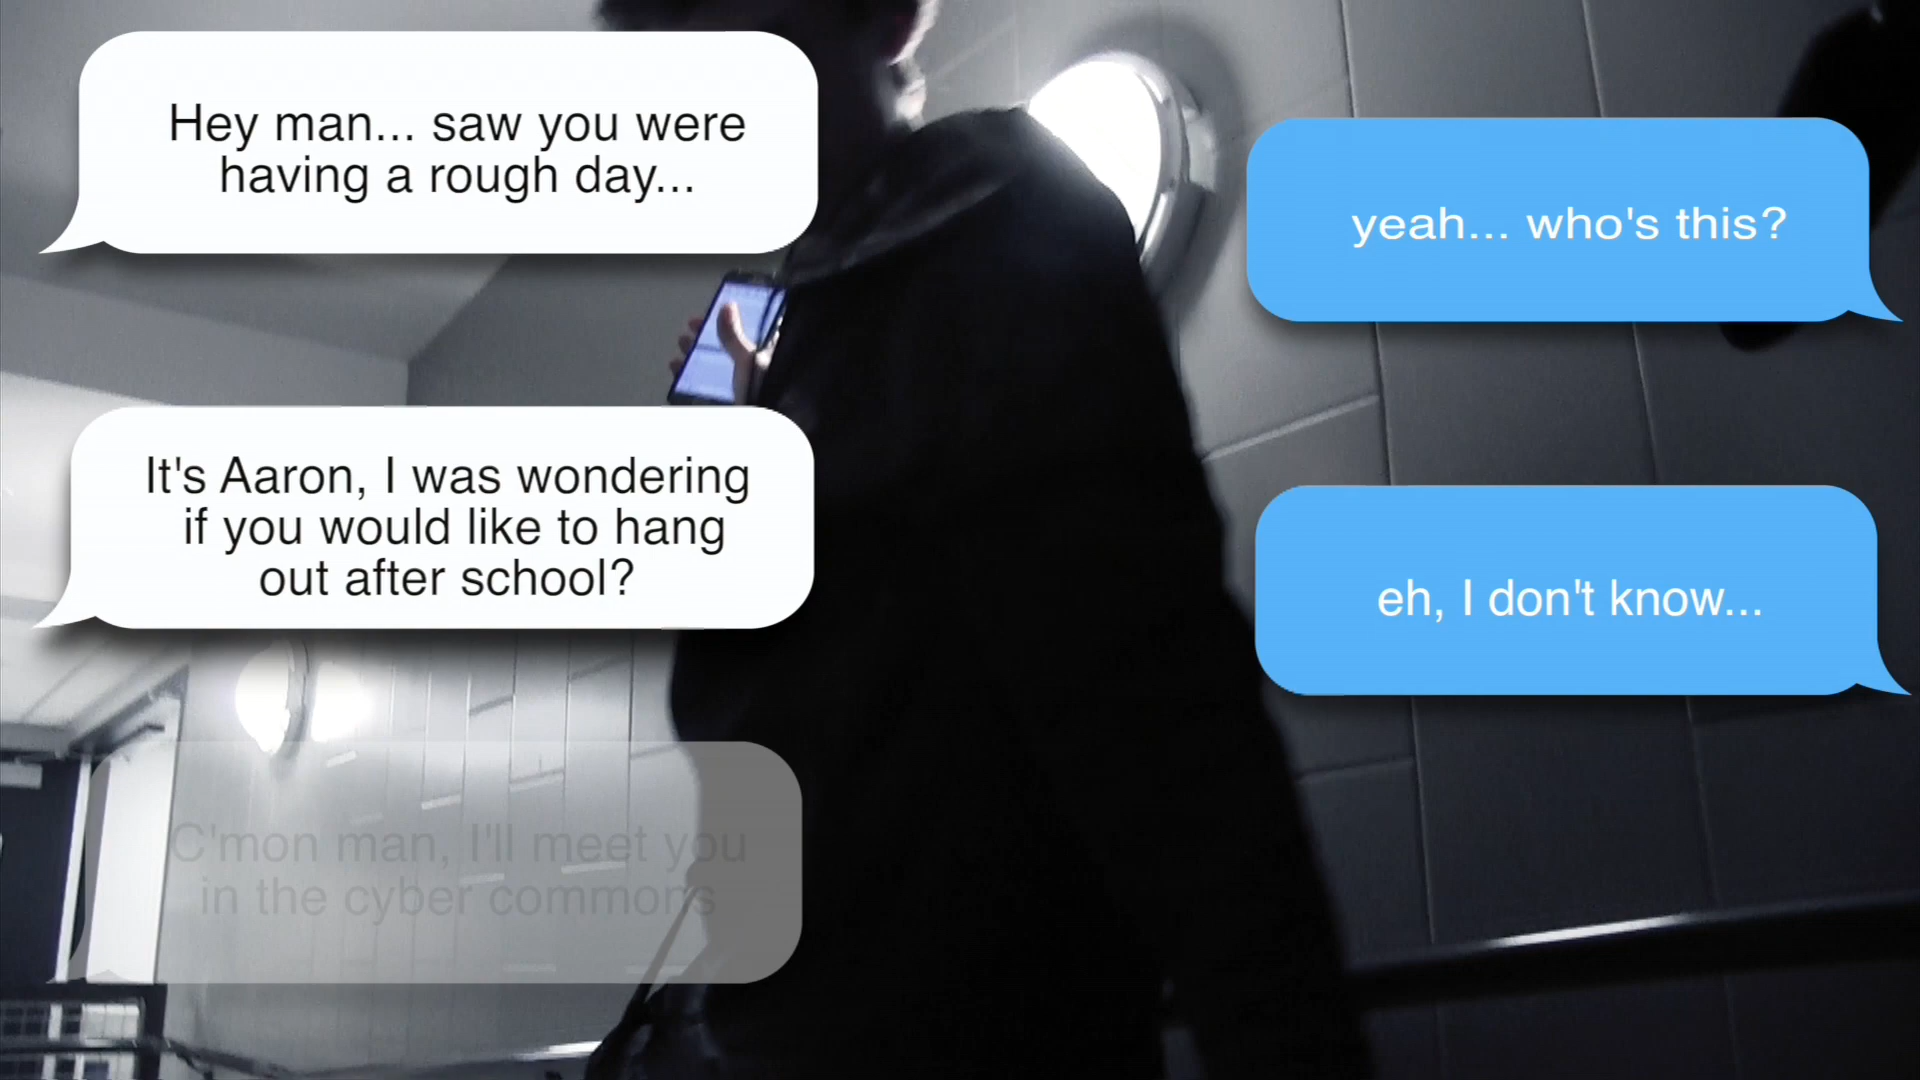 Hey man... saw you were
having a rough day...
yeah... who's this?
It's Aaron, I was wondering
if you would like to hang
out after school?
eh, I don't know...
C'mon man, I'll meet you
in the cyber commons